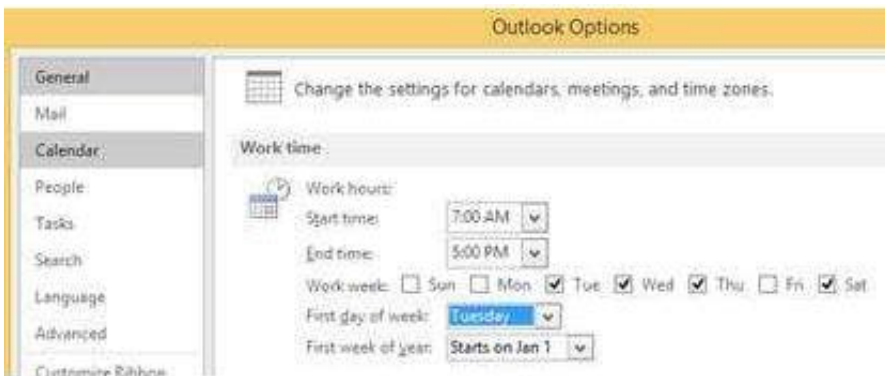 Outlook Options
General
Mail
Calendar
People
Tasks
Search
Language
Advanced
Customize Ribbon
Change the settings for calendars, meetings, and time zones.
Work time
Work hours:
Start time: 7:00 AM
End time: 5:00 PM
Work week: Sun Mon Tue Wed Thu Fri Sat
First day of week: Tuesday
First week of year: Starts on Jan 1